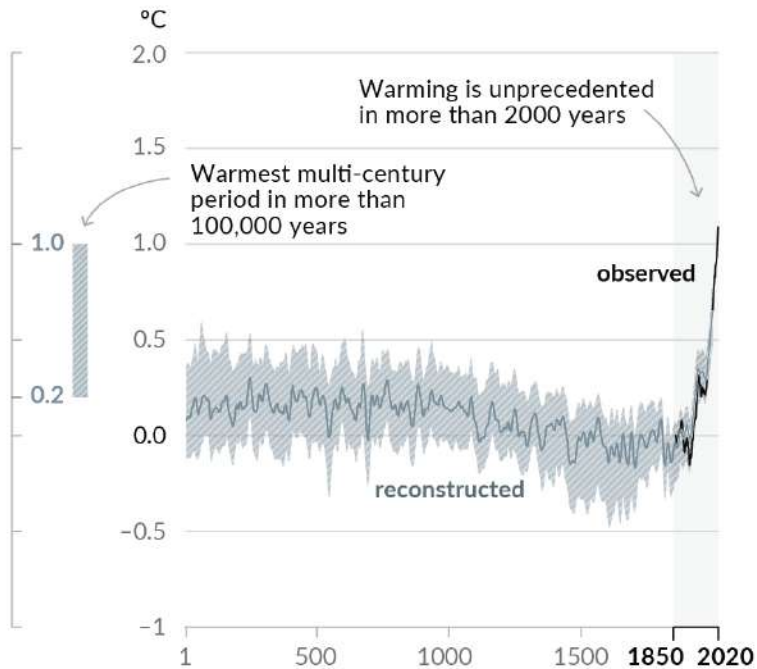 °C
2.0
Warming is unprecedented
in more than 2000 years
1.5
Warmest multi-century
period in more than
100,000 years
1.0
1.0
observed
0.5
0.2
0.0
reconstructed
−0.5
−1
1
500
1000
1500
1850
2020